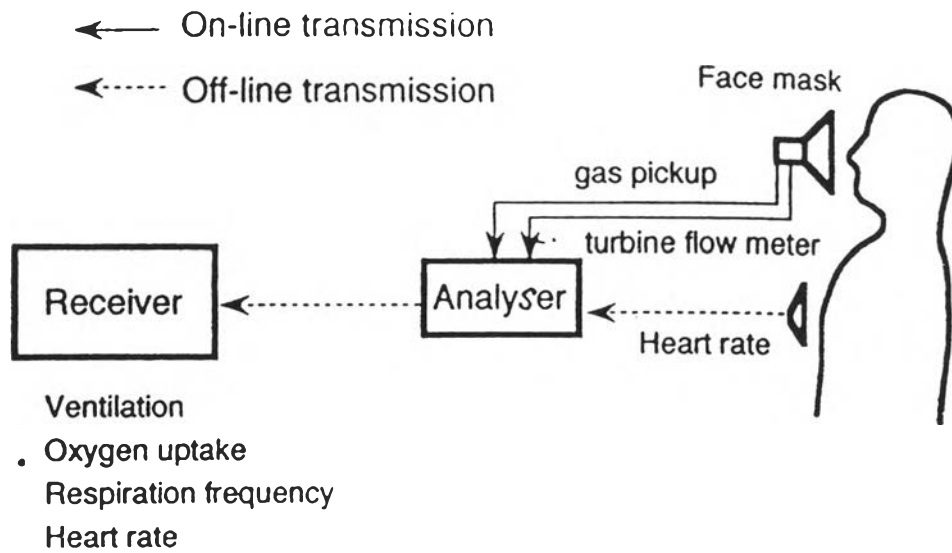 On-line transmission
Off-line transmission
Face mask
gas pickup
turbine flow meter
Receiver
Analyser
Heart rate
Ventilation
Oxygen uptake
Respiration frequency
Heart rate